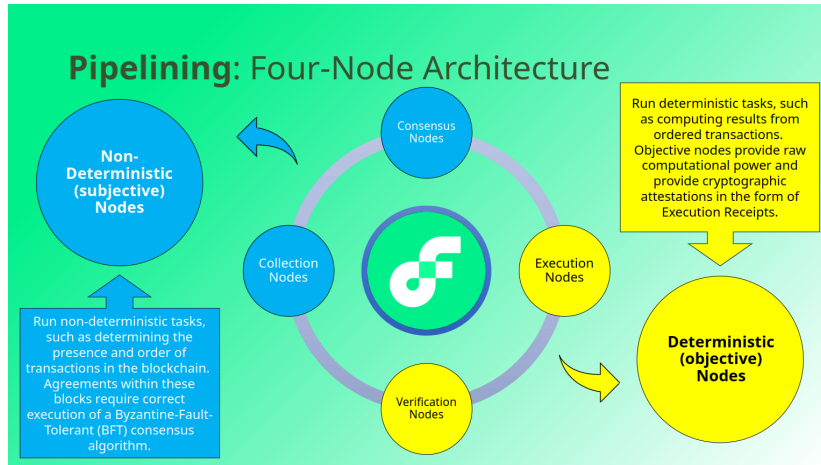 Pipelining: Four-Node Architecture
Non-
Deterministic
(subjective)
Nodes
Run non-deterministic tasks,
such as determining the
presence and order of
transactions in the blockchain.
Agreements within these
blocks require correct
execution of a Byzantine-Fault-
Tolerant (BFT) consensus
algorithm.
Consensus
Nodes
Collection
Nodes
Execution
Nodes
Verification
Nodes
Run deterministic tasks, such
as computing results from
ordered transactions.
Objective nodes provide raw
computational power and
provide cryptographic
attestations in the form of
Execution Receipts.
Deterministic
(objective)
Nodes